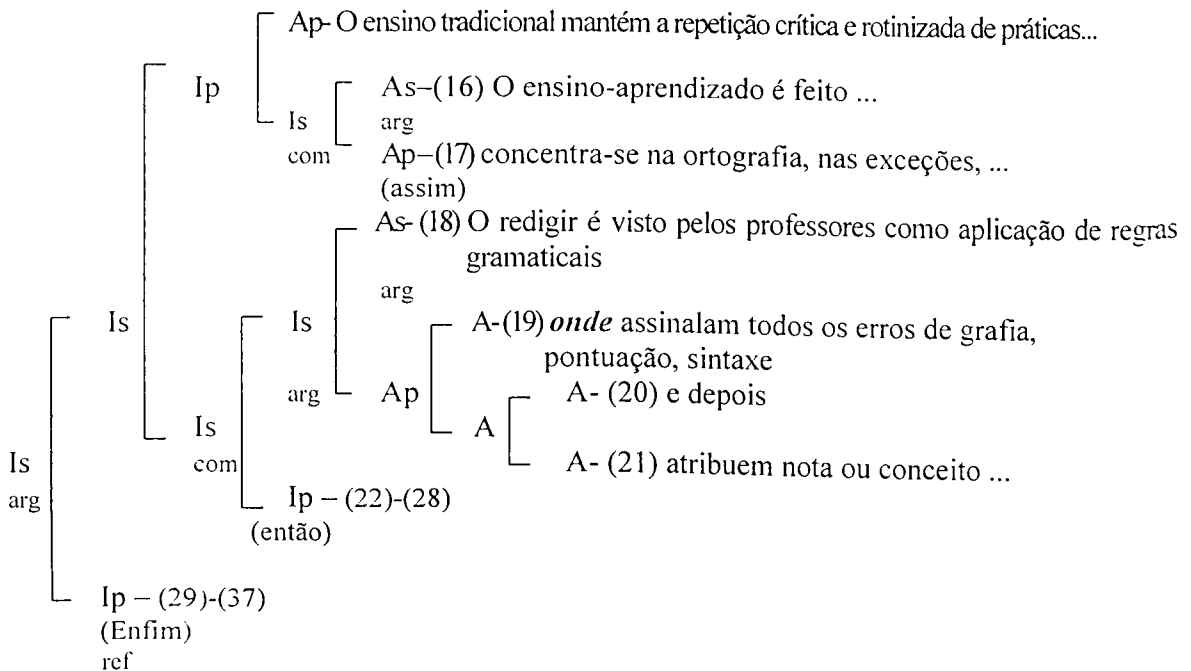 Ap- O ensino tradicional mantém a repetição crítica e rotinizada de práticas...
Ip
As–(16) O ensino-aprendizado é feito ...
Is
arg
com
Ap–(17) concentra-se na ortografia, nas exceções, ...
(assim)
As- (18) O redigir é visto pelos professores como aplicação de regras
gramaticais
arg
Is
Is
A-(19) onde assinalam todos os erros de grafia,
pontuação, sintaxe
arg
Ap
A- (20) e depois
Is
A
com
Is
A- (21) atribuem nota ou conceito ...
arg
Ip – (22)-(28)
(então)
Ip – (29)-(37)
(Enfim)
ref